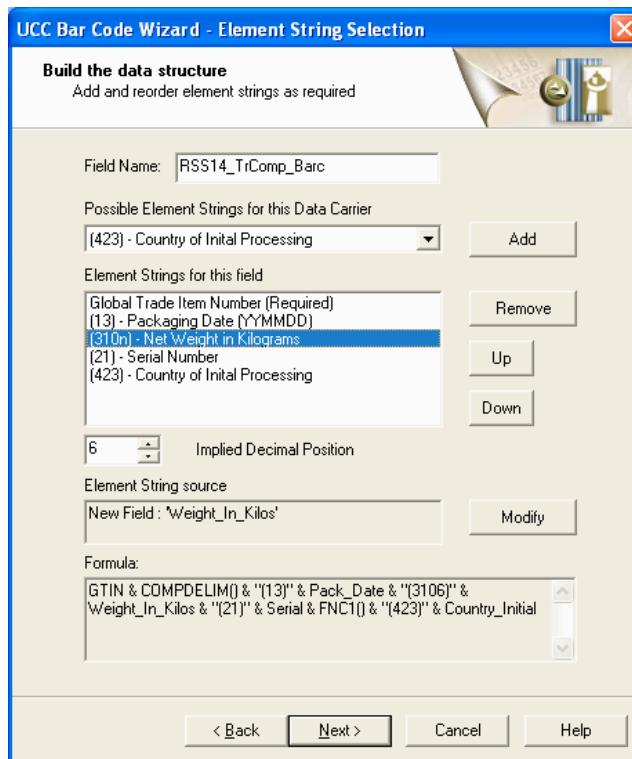 UCC Bar Code Wizard - Element String Selection
Build the data structure
Add and reorder element strings as required
Field Name: RSS14_TrComp_Barc
Possible Element Strings for this Data Carrier
(423) - Country of Inital Processing
Add
Element Strings for this field
Global Trade Item Number (Required)
(13) - Packaging Date (YYMMDD)
(310n) - Net Weight in Kilograms
(21) - Serial Number
(423) - Country of Inital Processing
Remove
Up
Down
6 Implied Decimal Position
Element String source
New Field : 'Weight_In_Kilos'
Modify
Formula:
GTIN & COMPDELIM() & "(13)" & Pack_Date & "(3106)" &
Weight_In_Kilos & "(21)" & Serial & FNC1() & "(423)" & Country_Initial
< Back Next > Cancel Help